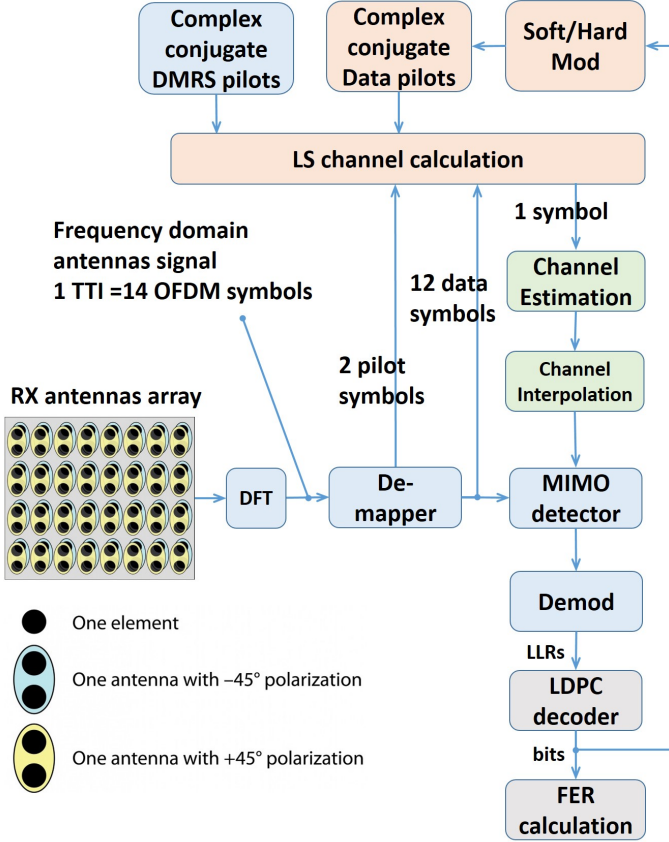 Complex
conjugate
DMRS pilots
Complex
conjugate
Data pilots
Soft/Hard
Mod
LS channel calculation
1 symbol
Frequency domain
antennas signal
1 TTI =14 OFDM symbols
Channel
Estimation
12 data
symbols
2 pilot
symbols
Channel
Interpolation
RX antennas array
DFT
De-
mapper
MIMO
detector
One element
Demod
LLRs
One antenna with –45° polarization
LDPC
decoder
One antenna with +45° polarization
bits
FER
calculation